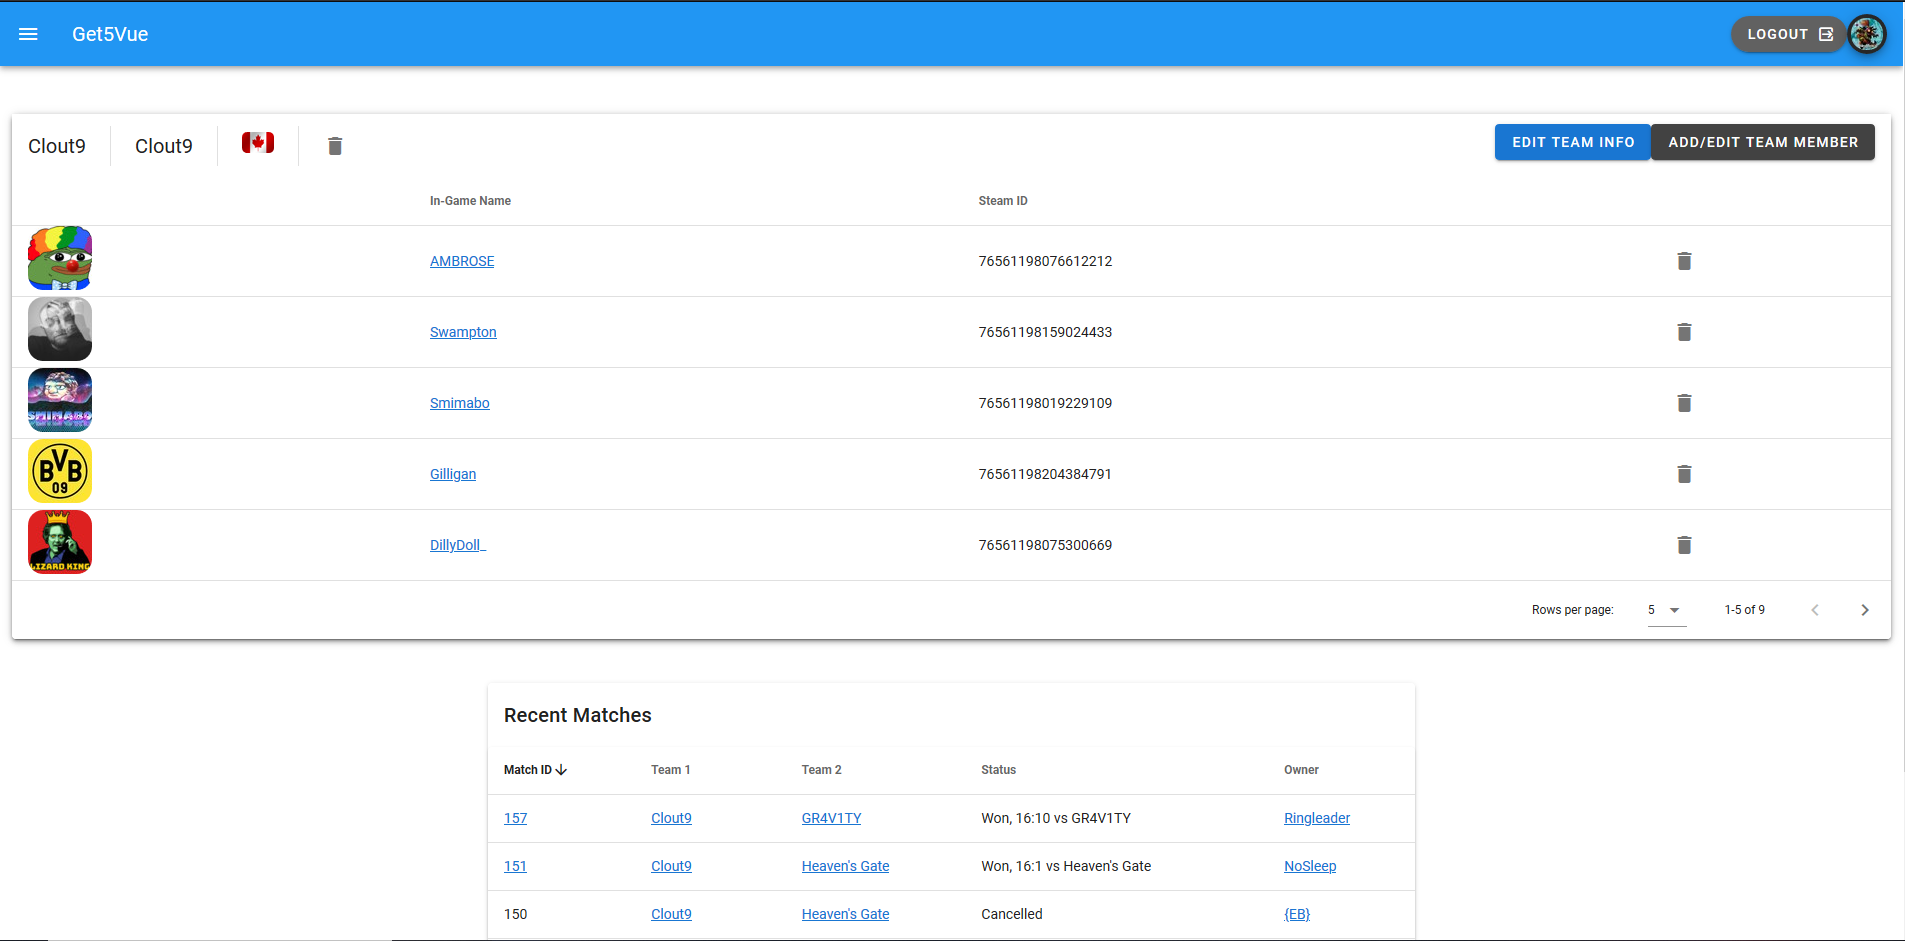 Get5Vue
LOGOUT
Clout9 Clout9
EDIT TEAM INFO ADD/EDIT TEAM MEMBER
In-Game Name Steam ID
AMBROSE 76561198076612212
Swampton 76561198159024433
SMIMABO
Smimabo 76561198019229109
BVB
09
Gilligan 76561198204384791
LIZARD KING
DillyDoll_ 76561198075300669
Rows per page: 5 1-5 of 9
Recent Matches
Match ID Team 1 Team 2 Status Owner
157 Clout9 GR4V1TY Won, 16:10 vs GR4V1TY Ringleader
151 Clout9 Heaven's Gate Won, 16:1 vs Heaven's Gate NoSleep
150 Clout9 Heaven's Gate Cancelled {EB}